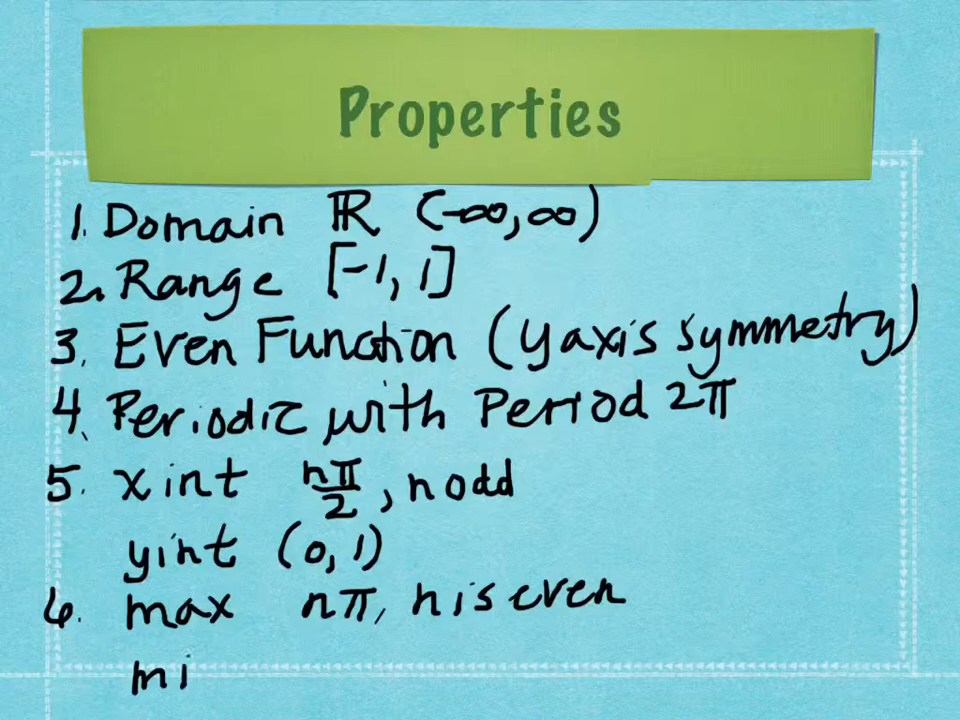 Properties
1. Domain ℝ (-∞,∞)
2. Range [-1, 1]
3. Even Function (y axis symmetry)
4. Periodic with Period 2π
5. x int nπ/2, n odd
y int (0, 1)
6. max nπ, n is even
mi